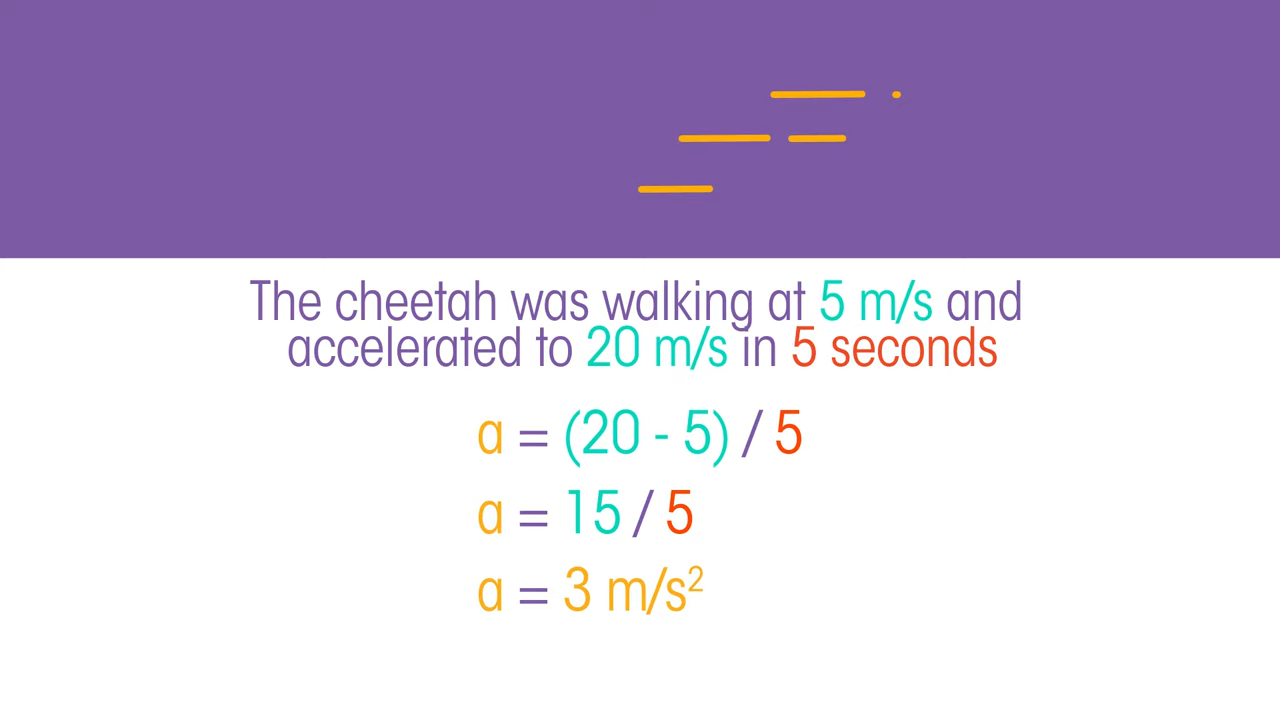 The cheetah was walking at 5 m/s and
accelerated to 20 m/s in 5 seconds
a = (20 - 5) / 5
a = 15 / 5
a = 3 m/s²